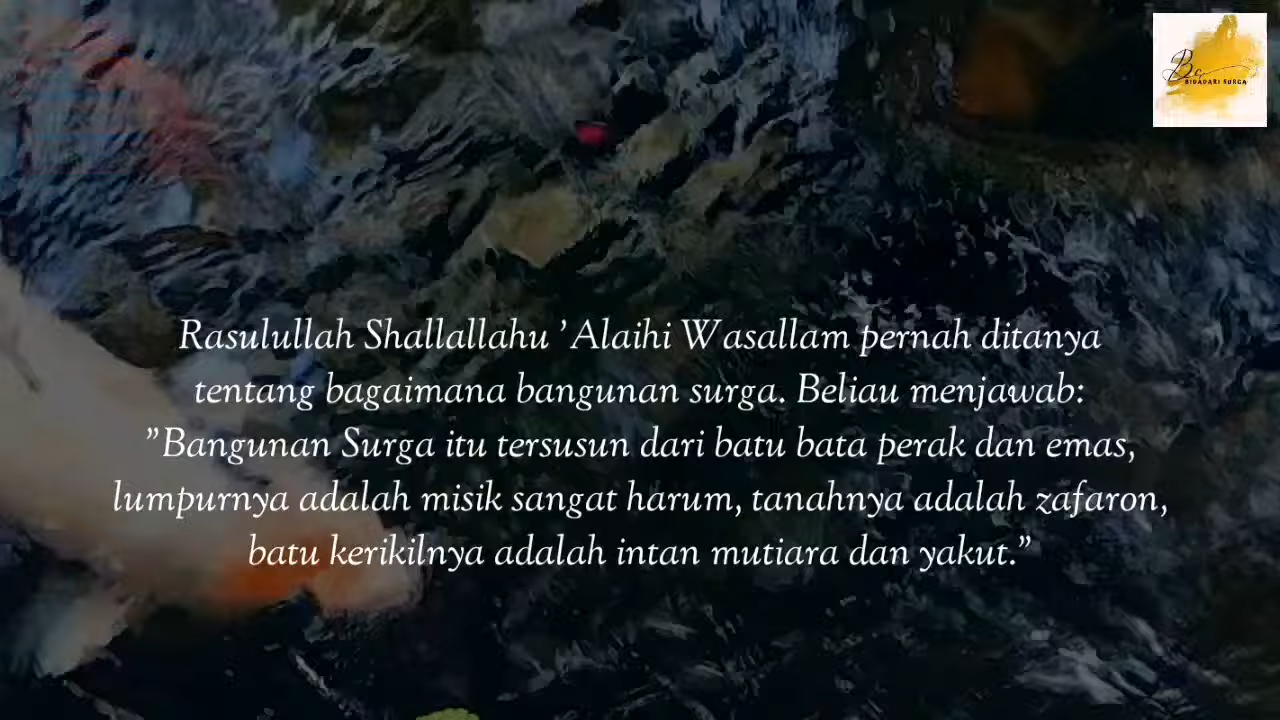 Bs
BIDADARI SURGA
Rasulullah Shallallahu 'Alaihi Wasallam pernah ditanya
tentang bagaimana bangunan surga. Beliau menjawab:
"Bangunan Surga itu tersusun dari batu bata perak dan emas,
lumpurnya adalah misik sangat harum, tanahnya adalah zafaron,
batu kerikilnya adalah intan mutiara dan yakut."